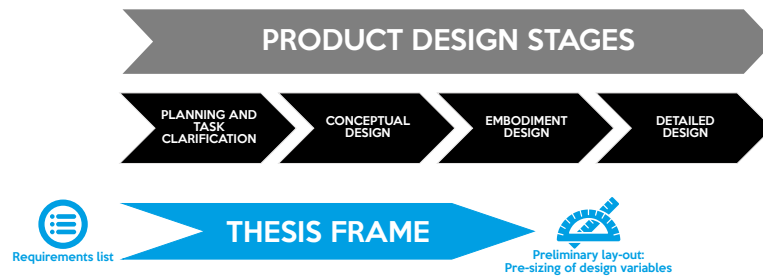 PRODUCT DESIGN STAGES
PLANNING AND
TASK
CLARIFICATION
CONCEPTUAL
DESIGN
EMBODIMENT
DESIGN
DETAILED
DESIGN
Requirements list
THESIS FRAME
Preliminary lay-out:
Pre-sizing of design variables